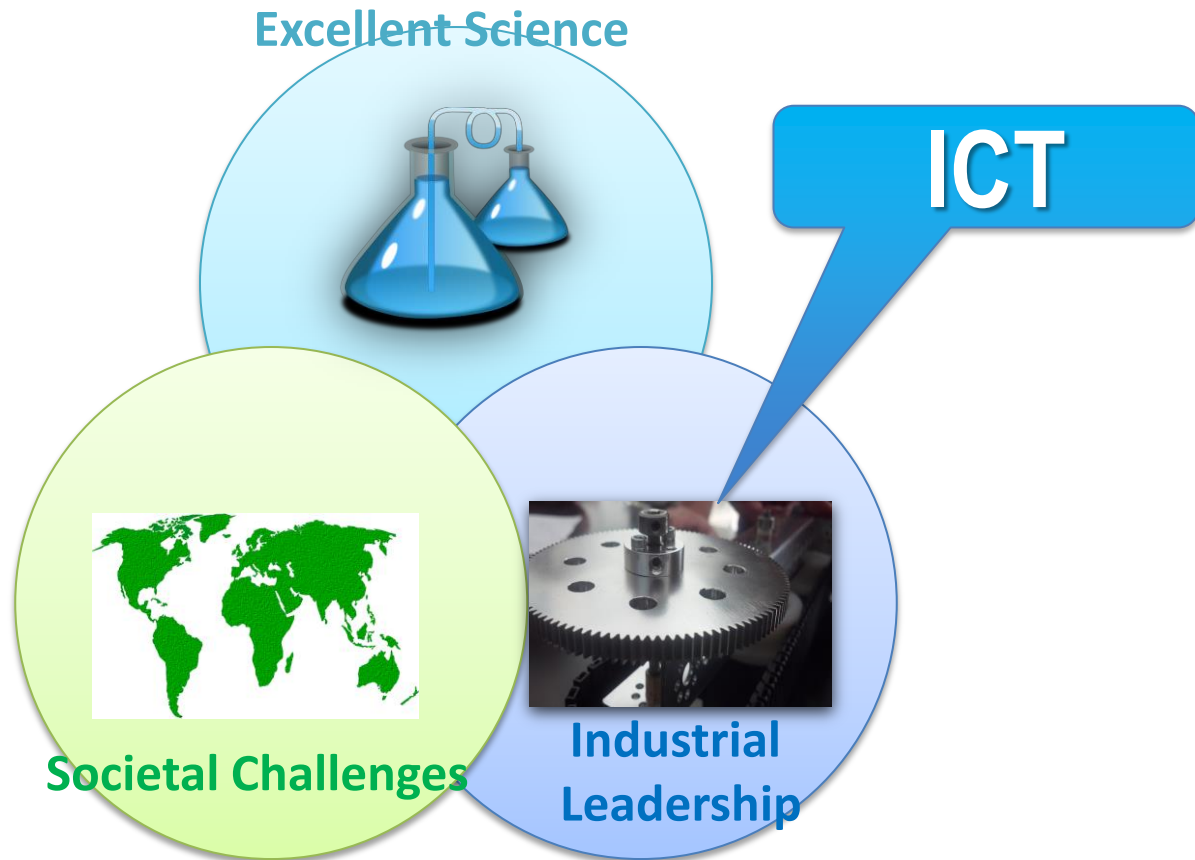 Excellent Science
ICT
Societal Challenges
Industrial
Leadership